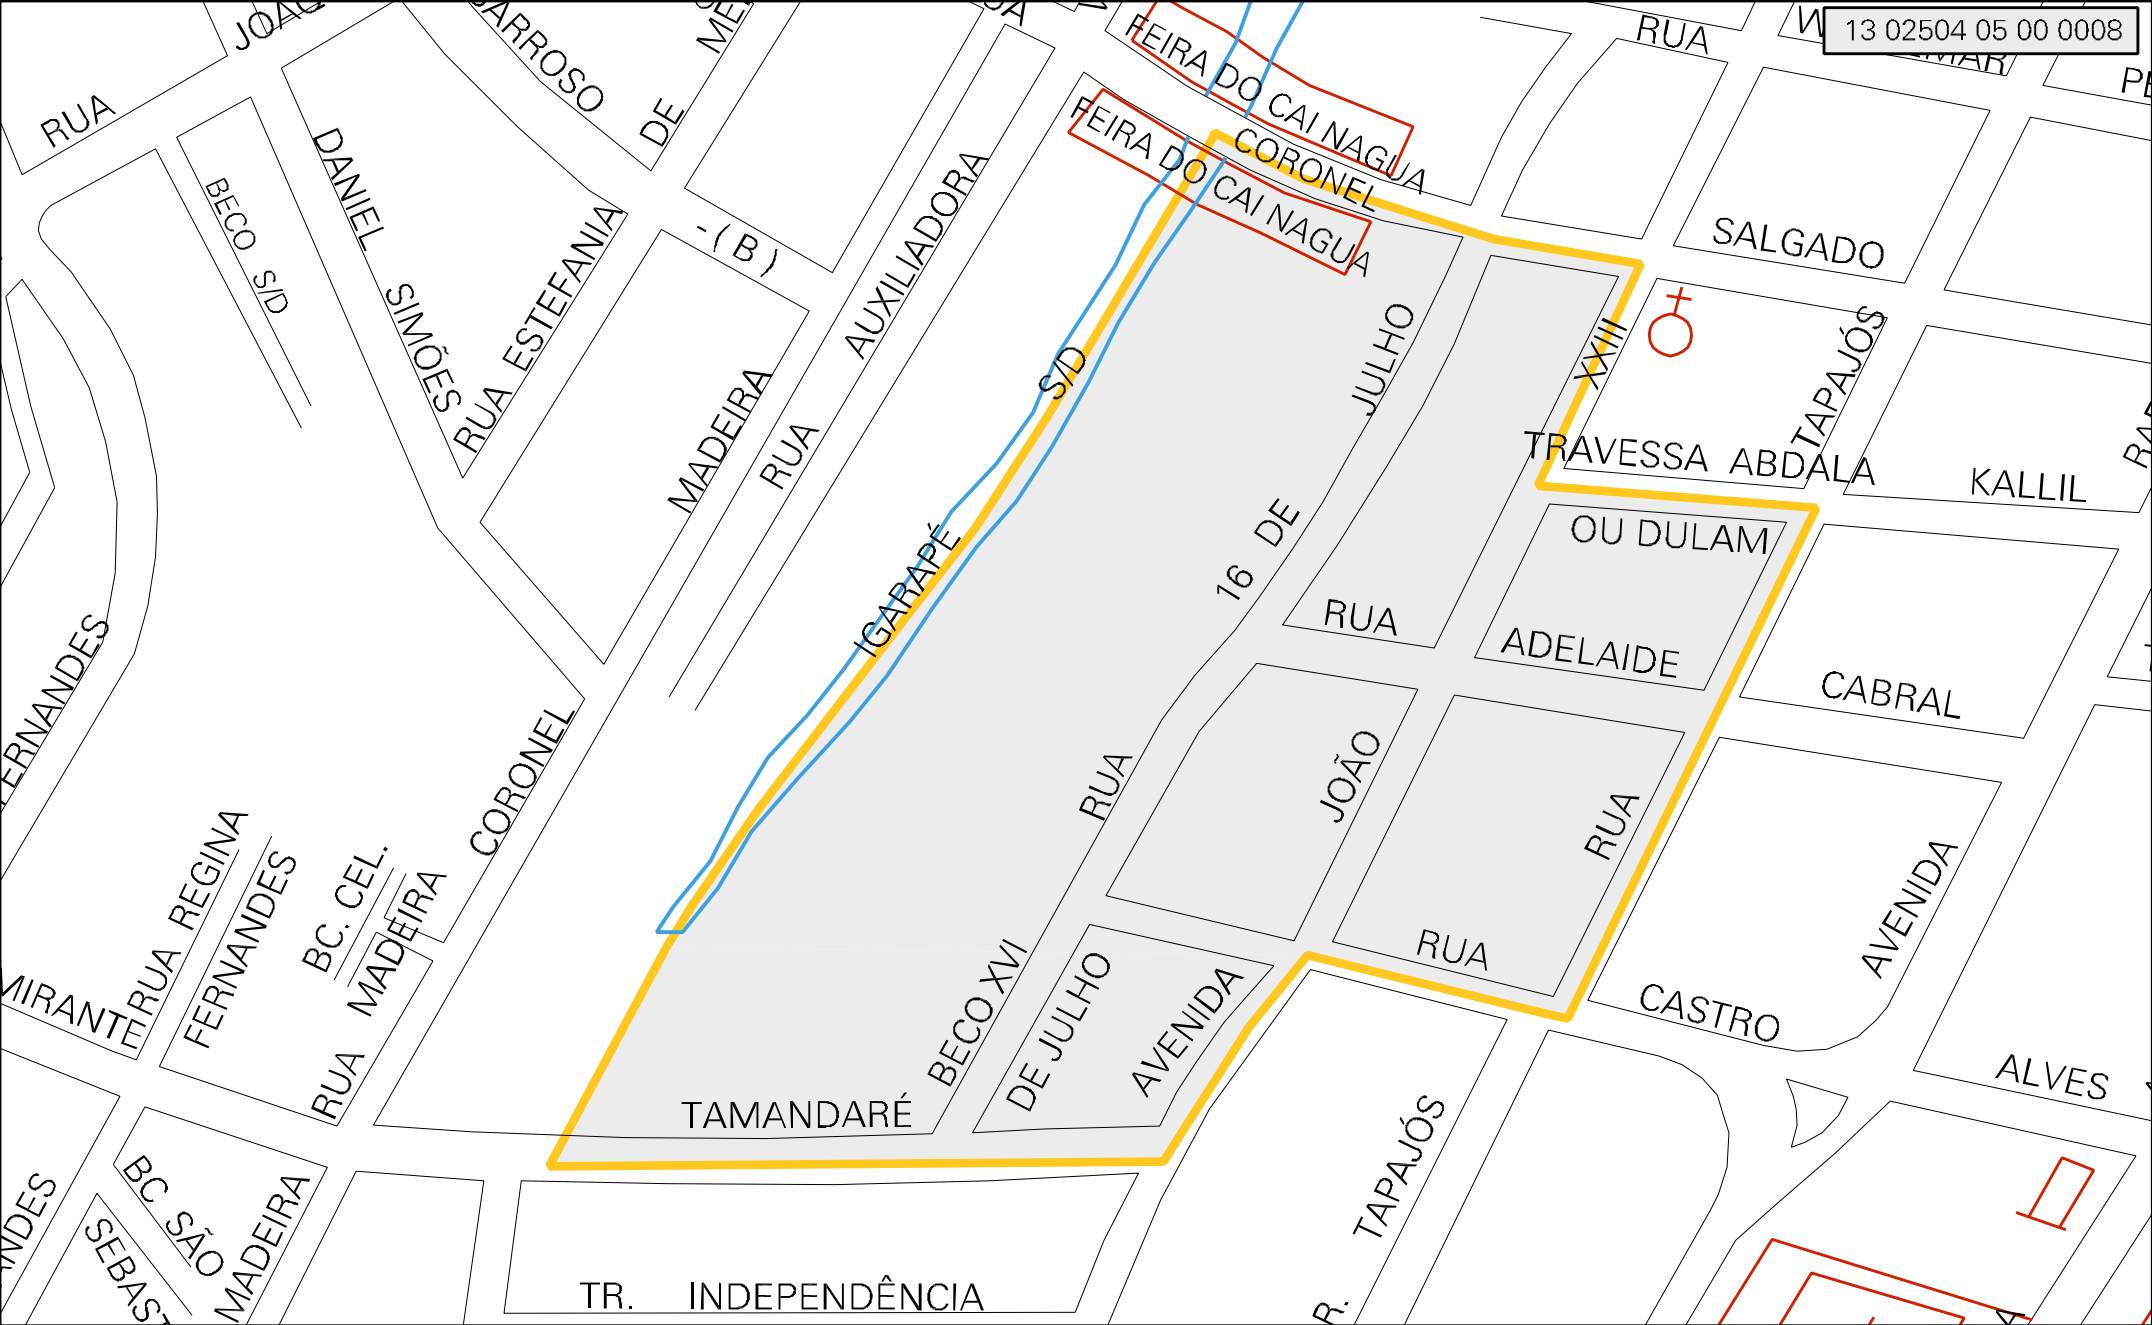 13 02504 05 00 0008
RUA
FEIRA DO CAI NAGUA
FEIRA DO CAI NAGUA
CORONEL
SALGADO
RUA
BARROSO
DE
DANIEL
SIMÕES
BECO S/D
RUA ESTEFANIA
- ( B )
RUA
AUXILIADORA
MADEIRA
CORONEL
IGARAPÉ
S/D
16 DE
JULHO
XXIII
TAPAJÓS
TRAVESSA ABDALA
KALLIL
OU DULAM
RUA
ADELAIDE
CABRAL
RUA
JOÃO
RUA
RUA
CASTRO
ALVES
AVENIDA
FERNANDES
RUA REGINA
FERNANDES
BC. CEL.
MADEIRA
RUA
MADEIRA
MIRANTE
BECO XVI
DE JULHO
AVENIDA
TAMANDARÉ
BC SÃO
TR. INDEPENDÊNCIA
R. TAPAJÓS